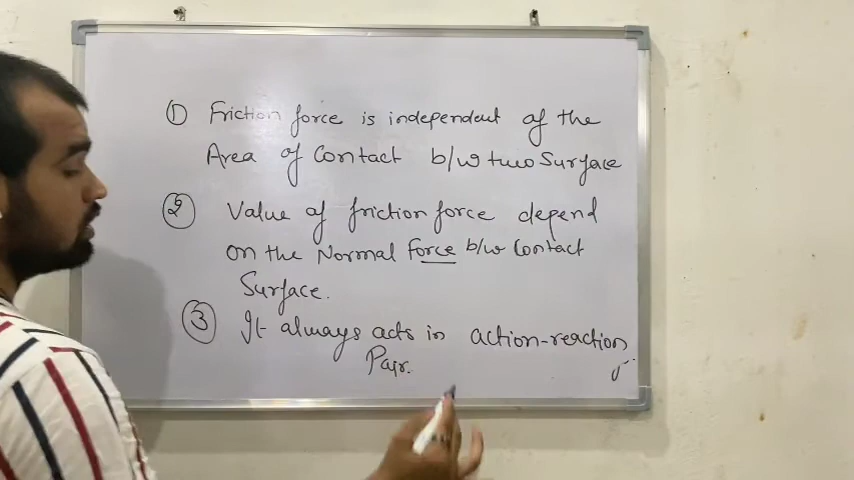 ① Friction force is independent of the
Area of Contact b/w two Surface
② Value of friction force depend
on the Normal Force b/w Contact
Surface.
③ It always acts in action-reaction
Pair.